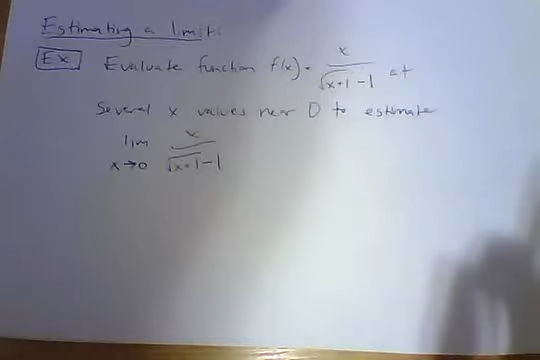 Estimating a limit:
Ex Evaluate function f(x) = x/(√(x+1) - 1) at
Several x values near 0 to estimate
lim x→0 x/(√(x+1) - 1)